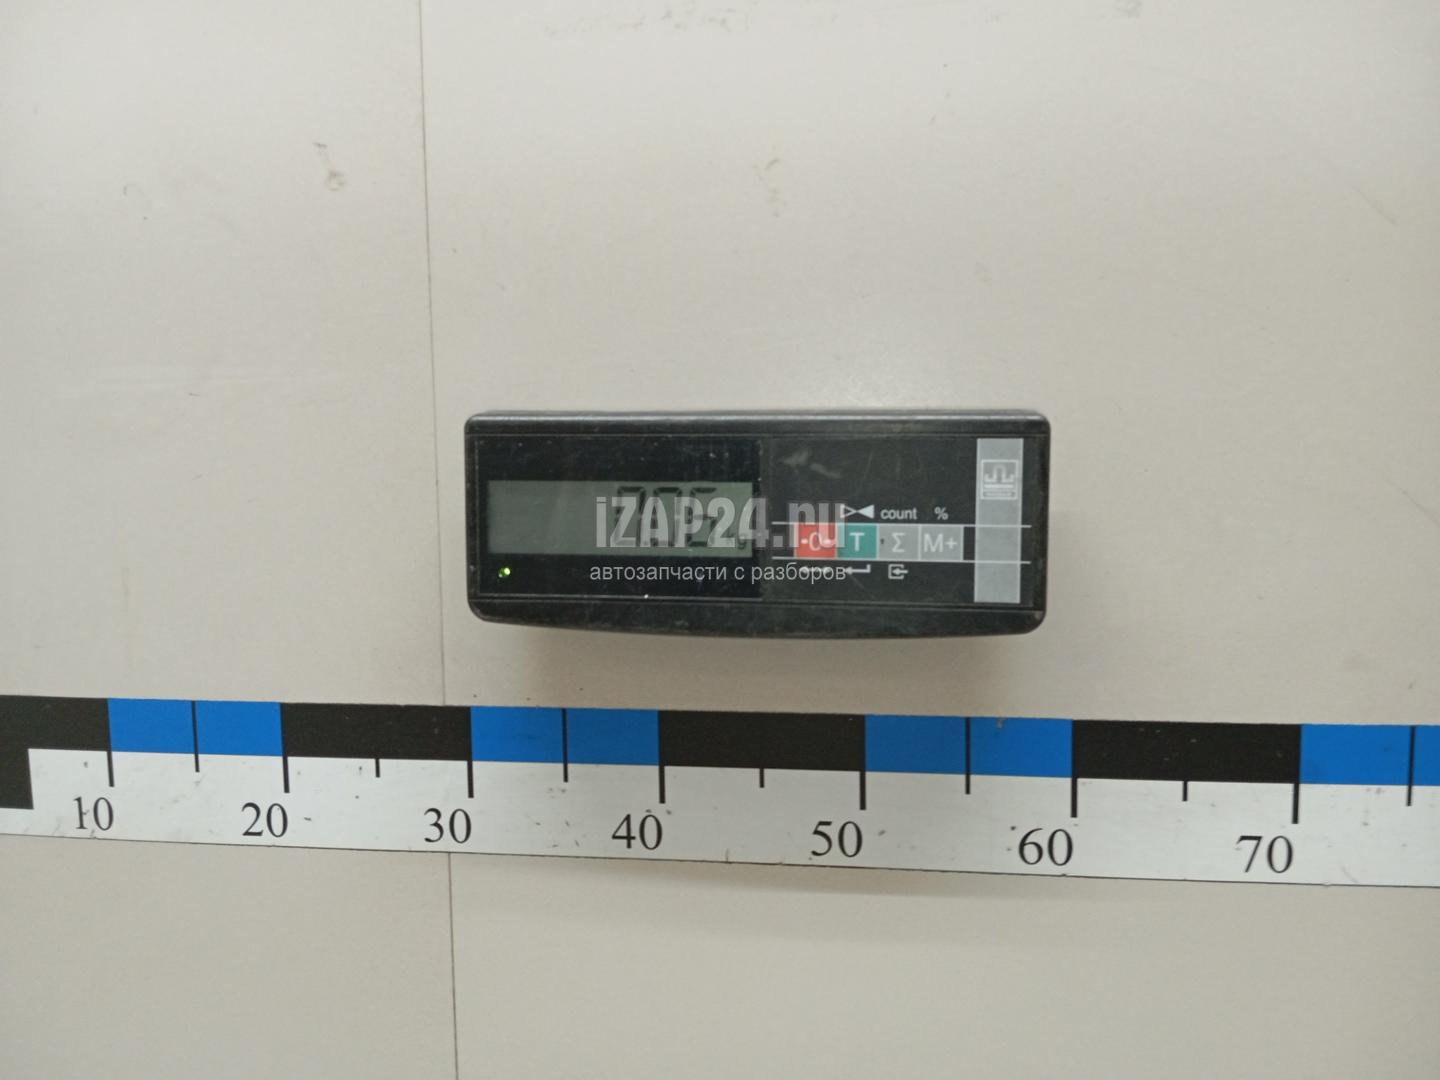 iZAP24.ru
автозапчасти с разборов
count %
-0- T Σ M+
10 20 30 40 50 60 70